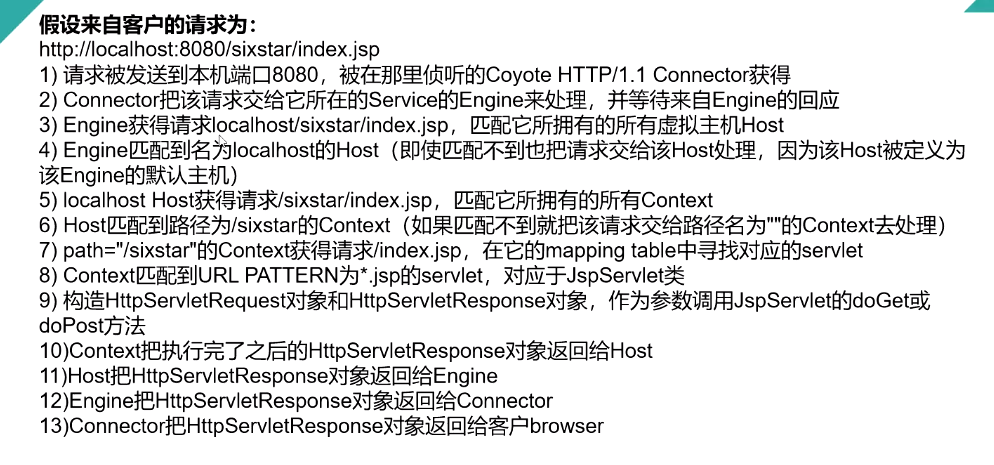 假设来自客户的请求为：
http://localhost:8080/sixstar/index.jsp
1) 请求被发送到本机端口8080，被在那里侦听的Coyote HTTP/1.1 Connector获得
2) Connector把该请求交给它所在的Service的Engine来处理，并等待来自Engine的回应
3) Engine获得请求localhost/sixstar/index.jsp，匹配它所拥有的所有虚拟主机Host
4) Engine匹配到名为localhost的Host（即使匹配不到也把请求交给该Host处理，因为该Host被定义为
该Engine的默认主机）
5) localhost Host获得请求/sixstar/index.jsp，匹配它所拥有的所有Context
6) Host匹配到路径为/sixstar的Context（如果匹配不到就把该请求交给路径名为""的Context去处理）
7) path="/sixstar"的Context获得请求/index.jsp，在它的mapping table中寻找对应的servlet
8) Context匹配到URL PATTERN为*.jsp的servlet，对应于JspServlet类
9) 构造HttpServletRequest对象和HttpServletResponse对象，作为参数调用JspServlet的doGet或
doPost方法
10)Context把执行完了之后的HttpServletResponse对象返回给Host
11)Host把HttpServletResponse对象返回给Engine
12)Engine把HttpServletResponse对象返回给Connector
13)Connector把HttpServletResponse对象返回给客户browser